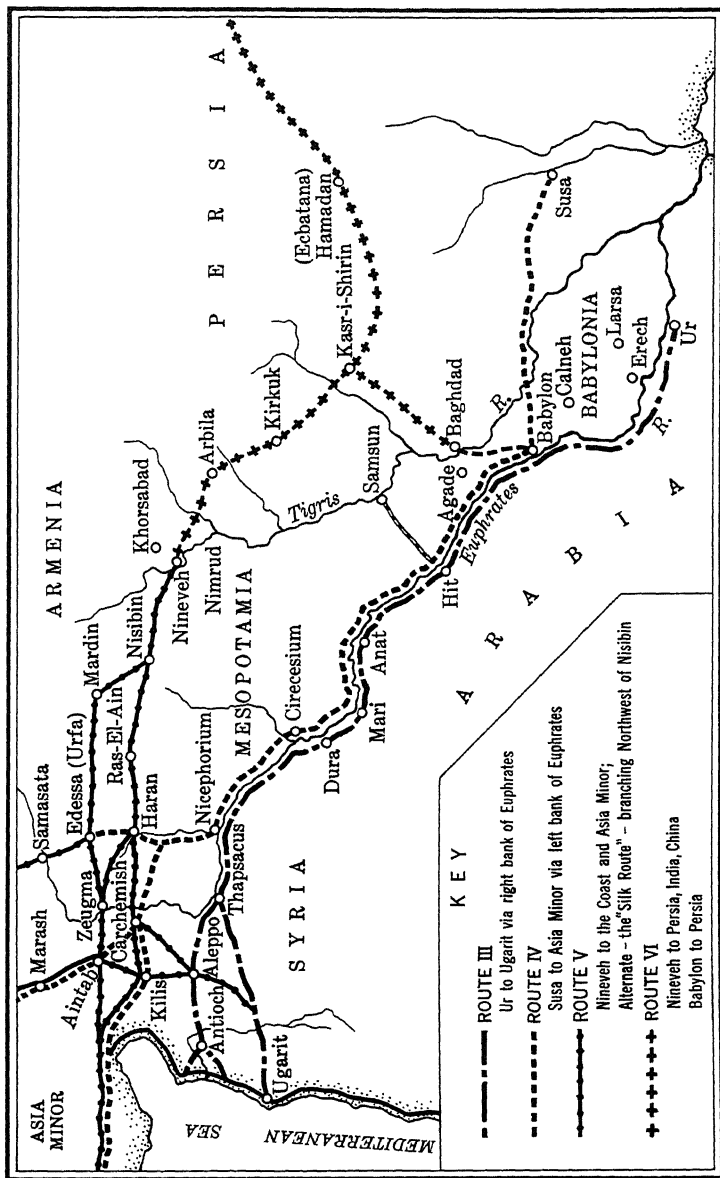 ASIA
MINOR
ARMENIA
PERSIA
MESOPOTAMIA
SYRIA
BABYLONIA
ARABIA
MEDITERRANEAN
SEA
Tigris
R.
Euphrates
R.
Marash
Samasata
Aintab
Zeugma
Edessa (Urfa)
Mardin
Carchemish
Kilis
Haran
Ras-El-Ain
Nisibin
Khorsabad
Nineveh
Nimrud
Arbila
Kirkuk
Kasr-i-Shirin
(Ecbatana)
Hamadan
Antioch
Aleppo
Thapsacus
Nicephorium
Ugarit
Cirecesium
Dura
Mari
Anat
Samsun
Hit
Agade
Baghdad
Babylon
Calneh
Larsa
Erech
Ur
Susa
KEY
ROUTE III
Ur to Ugarit via right bank of Euphrates
ROUTE IV
Susa to Asia Minor via left bank of Euphrates
ROUTE V
Nineveh to the Coast and Asia Minor;
Alternate – the "Silk Route" – branching Northwest of Nisibin
ROUTE VI
Nineveh to Persia, India, China
Babylon to Persia